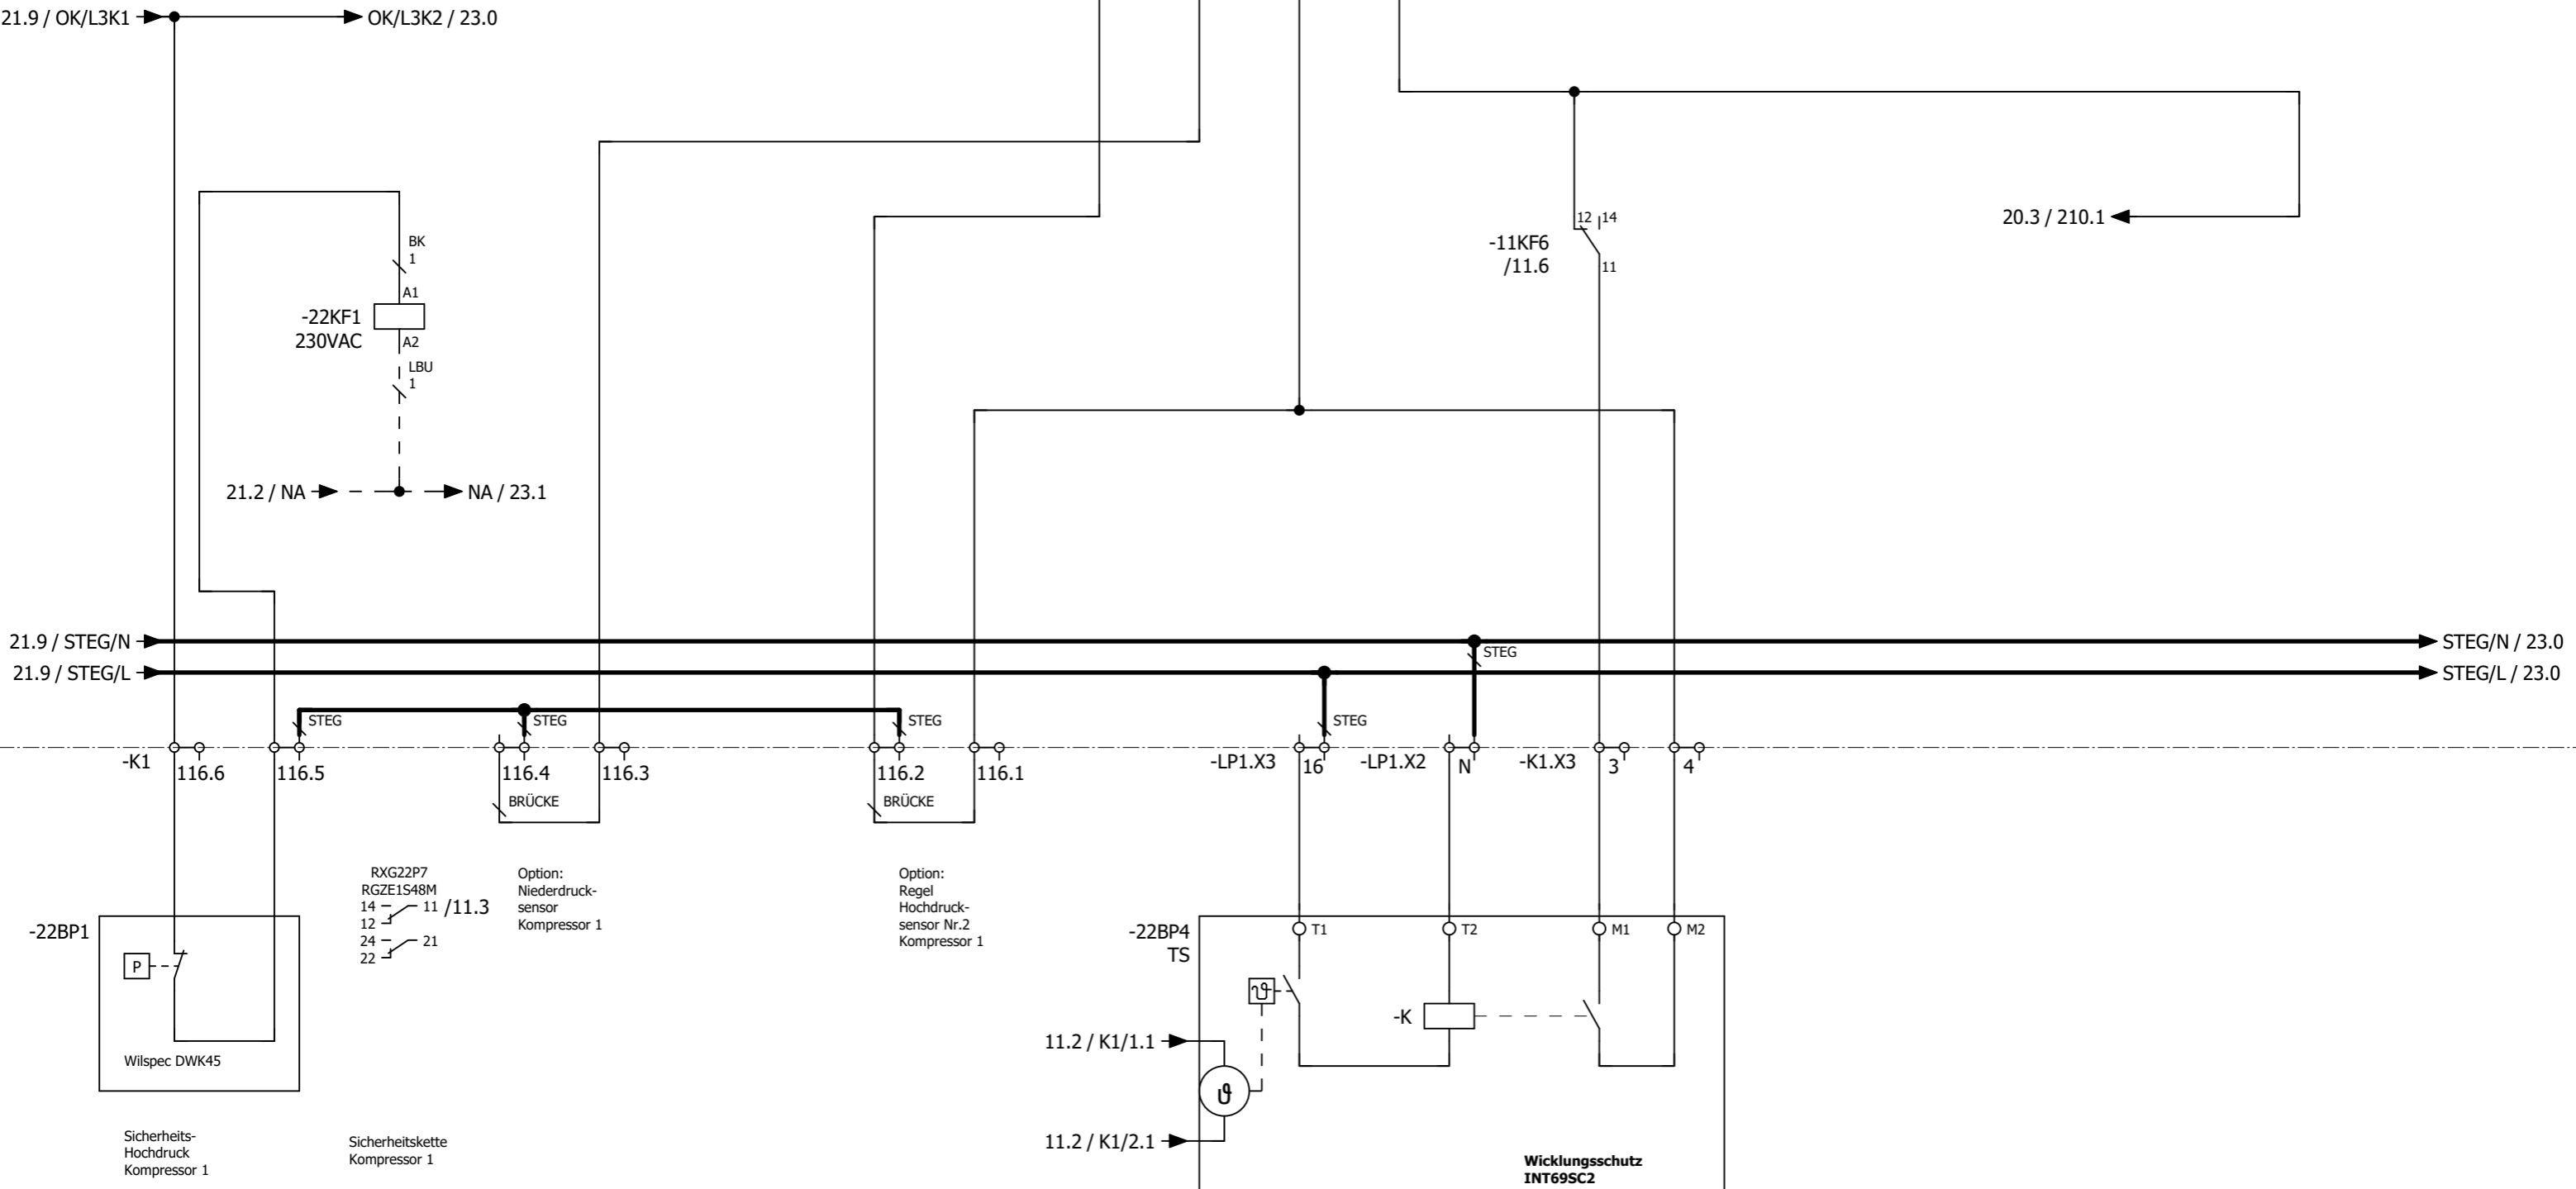 21.9 / OK/L3K1
OK/L3K2 / 23.0
12
14
-11KF6
/11.6
11
20.3 / 210.1
BK
1
A1
-22KF1
230VAC
A2
LBU
1
21.2 / NA
NA / 23.1
21.9 / STEG/N
STEG/N / 23.0
STEG
21.9 / STEG/L
STEG/L / 23.0
STEG
STEG
STEG
STEG
-K1
116.6
116.5
116.4
116.3
116.2
116.1
-LP1.X3
16
-LP1.X2
N
-K1.X3
3
4
BRÜCKE
BRÜCKE
RXG22P7
RGZE1S48M
14
11
/11.3
12
24
21
22
Option:
Niederdruck-
sensor
Kompressor 1
Option:
Regel
Hochdruck-
sensor Nr.2
Kompressor 1
-22BP1
P
Wilspec DWK45
-22BP4
TS
T1
T2
M1
M2
ϑ
-K
11.2 / K1/1.1
ϑ
11.2 / K1/2.1
Sicherheits-
Hochdruck
Kompressor 1
Sicherheitskette
Kompressor 1
Wicklungsschutz
INT69SC2